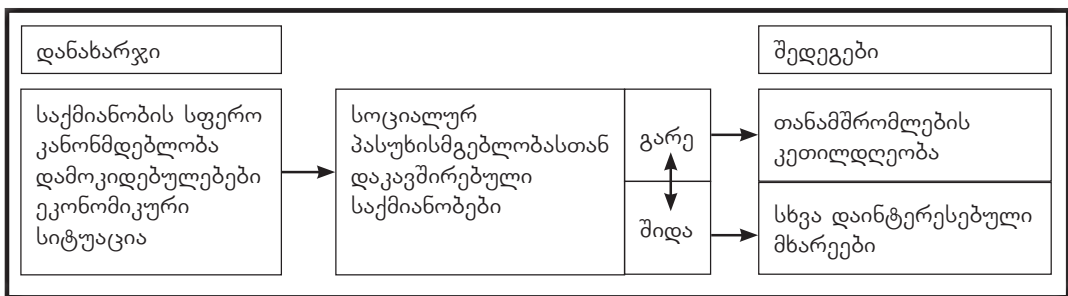 დანახარჯი
შედეგები
საქმიანობის სფერო
კანონმდებლობა
დამოკიდებულებები
ეკონომიკური
სიტუაცია
სოციალურ
პასუხისმგებლობასთან
დაკავშირებული
საქმიანობები
გარე
შიდა
თანამშრომლების
კეთილდღეობა
სხვა დაინტერესებული
მხარეები